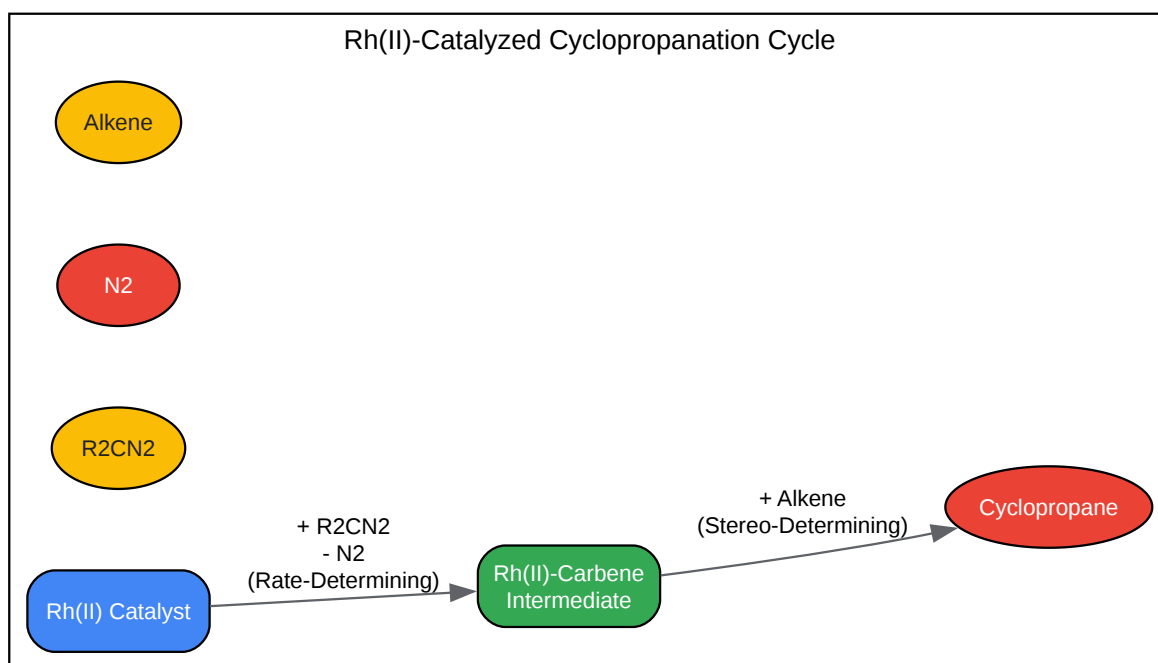 Rh(II)-Catalyzed Cyclopropanation Cycle
Alkene
N2
R2CN2
Cyclopropane
+ Alkene
(Stereo-Determining)
+ R2CN2
- N2
(Rate-Determining)
Rh(II)-Carbene
Intermediate
Rh(II) Catalyst